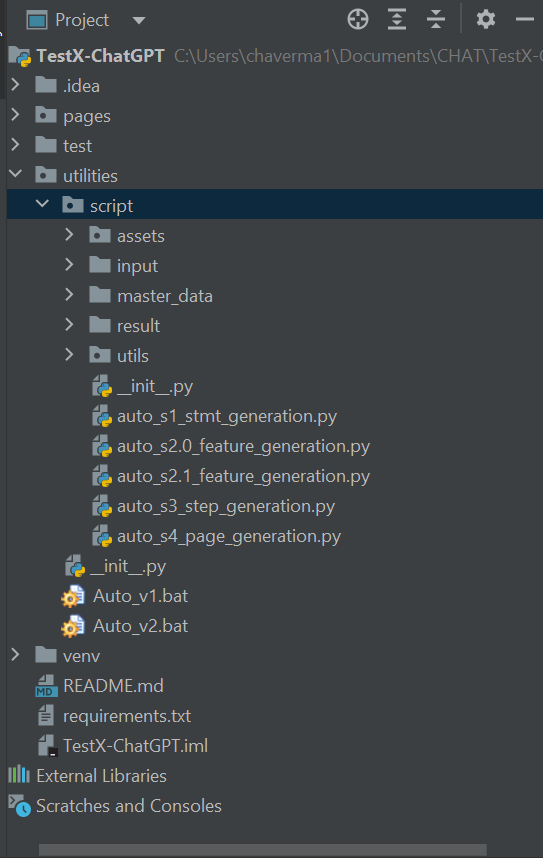 Project
TestX-ChatGPT C:\Users\chaverma1\Documents\CHAT\TestX-C
.idea
pages
test
utilities
script
assets
input
master_data
result
utils
__init__.py
auto_s1_stmt_generation.py
auto_s2.0_feature_generation.py
auto_s2.1_feature_generation.py
auto_s3_step_generation.py
auto_s4_page_generation.py
__init__.py
Auto_v1.bat
Auto_v2.bat
venv
MD README.md
requirements.txt
TestX-ChatGPT.iml
External Libraries
Scratches and Consoles